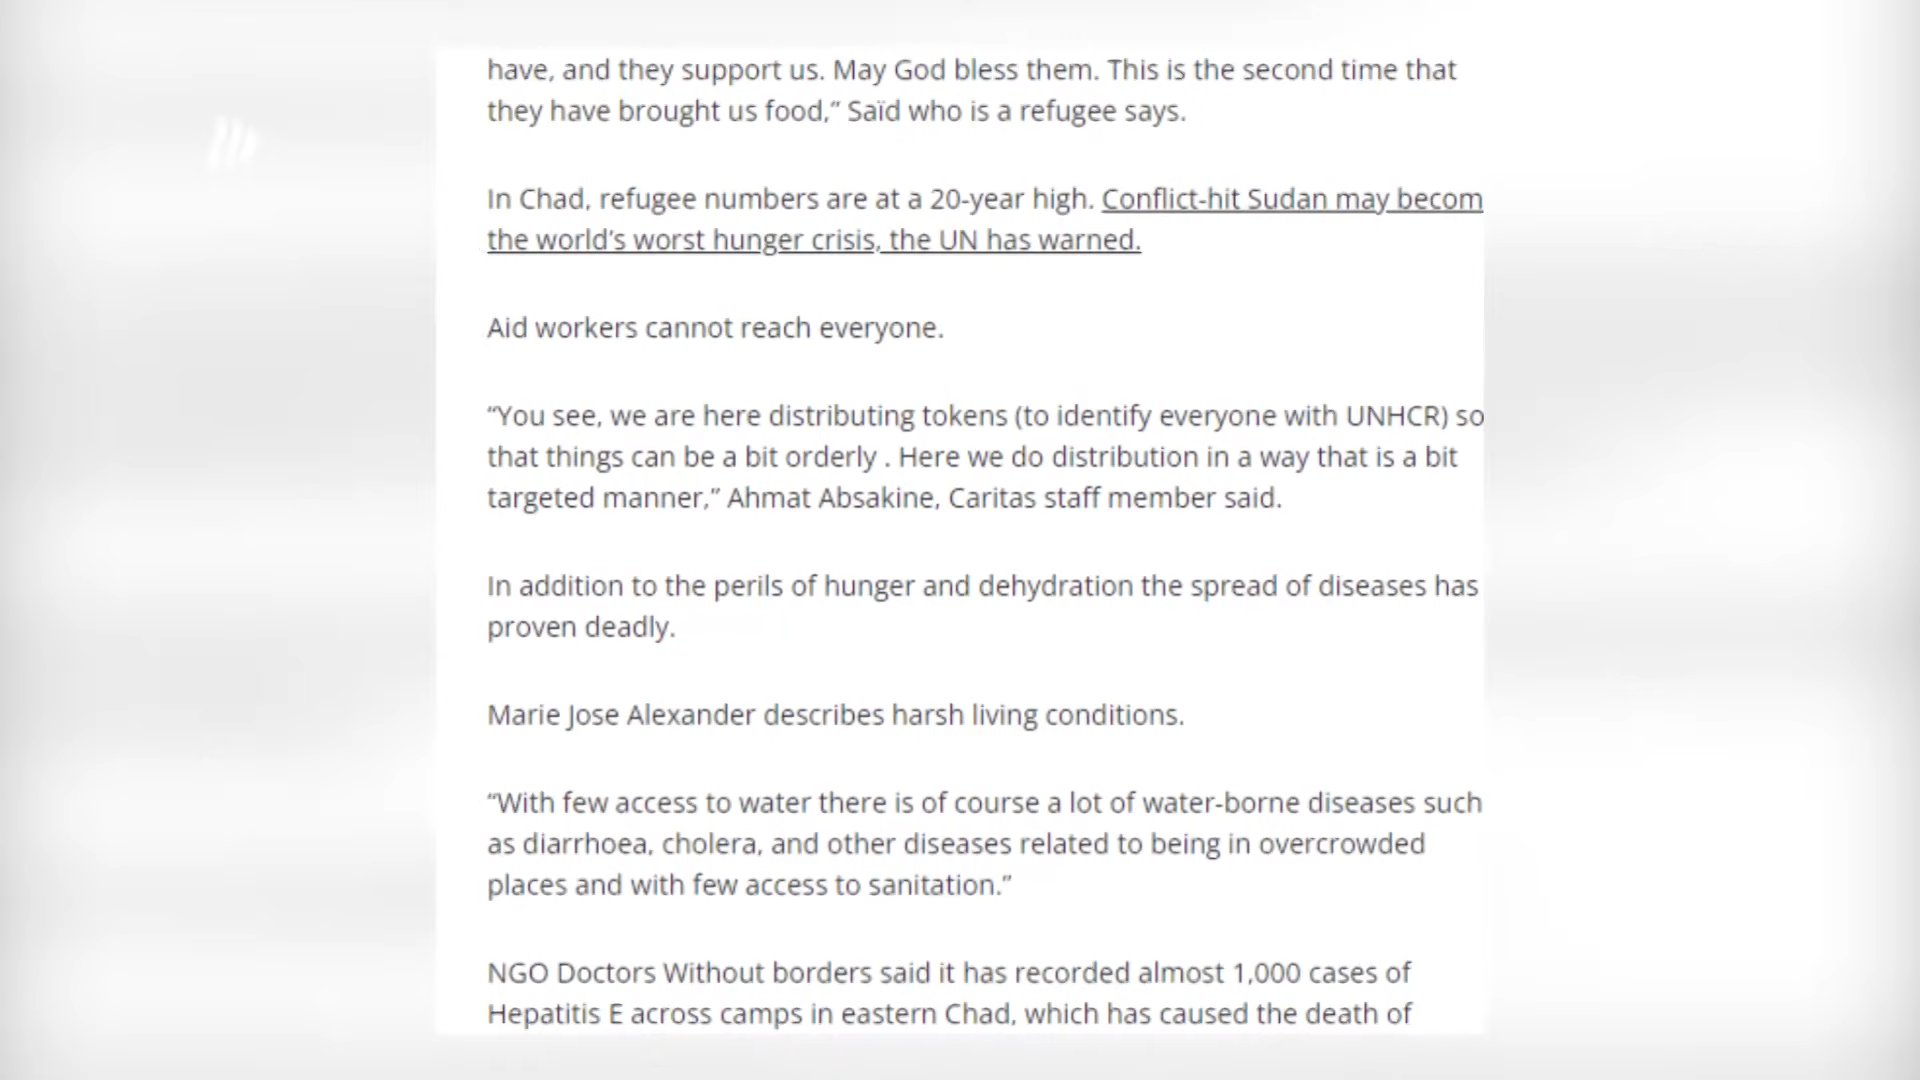 have, and they support us. May God bless them. This is the second time that
they have brought us food,“ Saïd who is a refugee says.
In Chad, refugee numbers are at a 20-year high. Conflict-hit Sudan may becom
the world’s worst hunger crisis, the UN has warned.
Aid workers cannot reach everyone.
“You see, we are here distributing tokens (to identify everyone with UNHCR) so
that things can be a bit orderly . Here we do distribution in a way that is a bit
targeted manner,” Ahmat Absakine, Caritas staff member said.
In addition to the perils of hunger and dehydration the spread of diseases has
proven deadly.
Marie Jose Alexander describes harsh living conditions.
“With few access to water there is of course a lot of water-borne diseases such
as diarrhoea, cholera, and other diseases related to being in overcrowded
places and with few access to sanitation.”
NGO Doctors Without borders said it has recorded almost 1,000 cases of
Hepatitis E across camps in eastern Chad, which has caused the death of